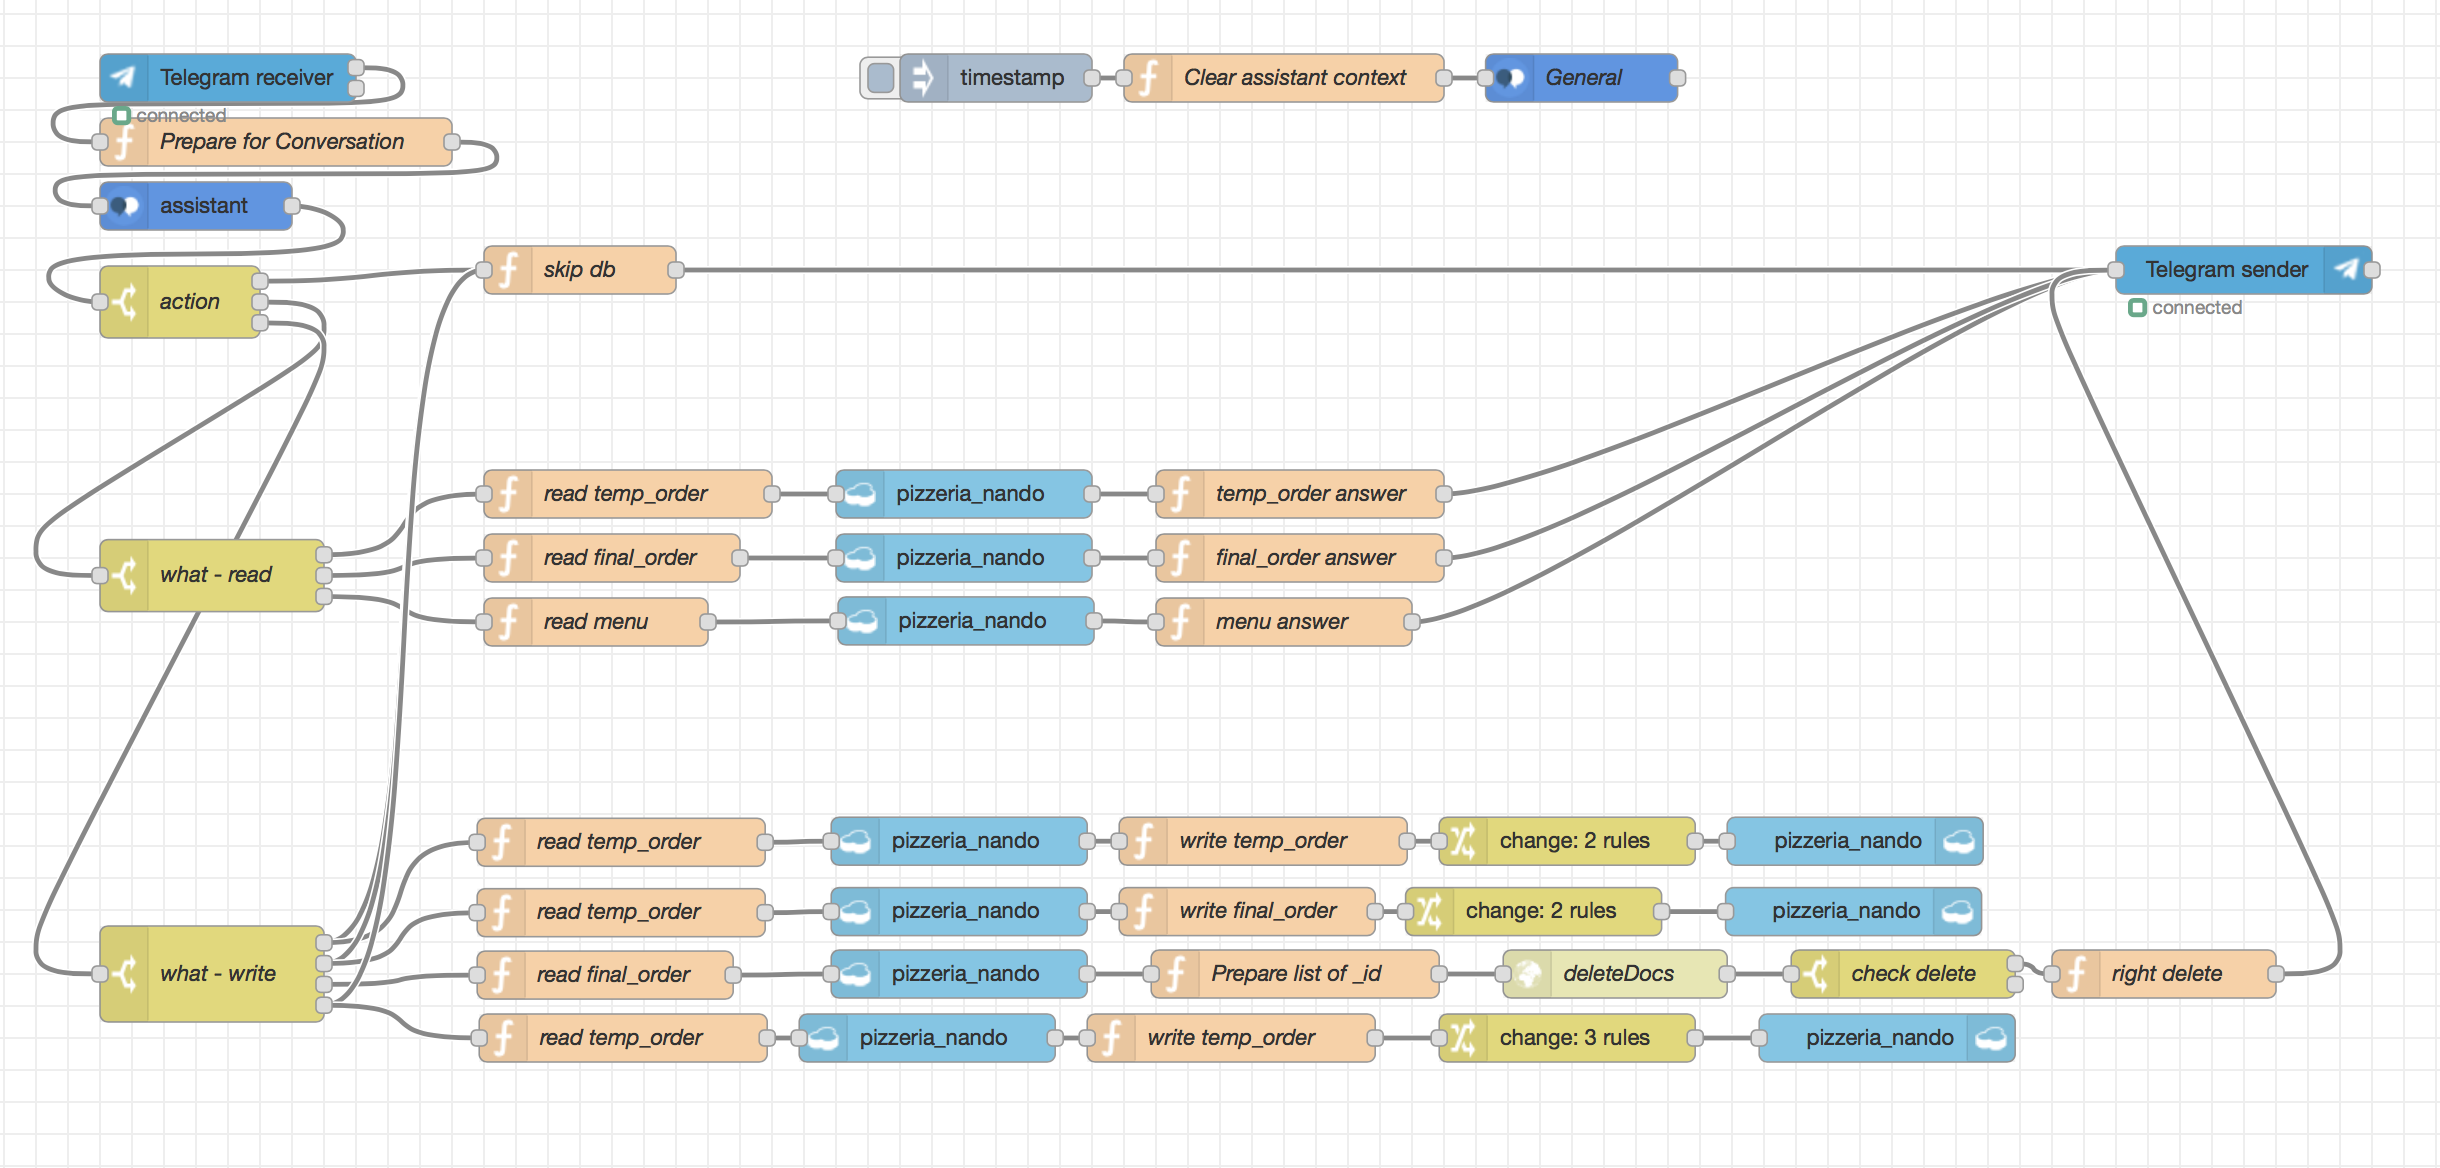 Telegram receiver
connected
timestamp
Clear assistant context
General
Prepare for Conversation
assistant
action
skip db
Telegram sender
connected
what - read
read temp_order
pizzeria_nando
temp_order answer
read final_order
pizzeria_nando
final_order answer
read menu
pizzeria_nando
menu answer
what - write
read temp_order
pizzeria_nando
write temp_order
change: 2 rules
pizzeria_nando
read temp_order
pizzeria_nando
write final_order
change: 2 rules
pizzeria_nando
read final_order
pizzeria_nando
Prepare list of _id
deleteDocs
check delete
right delete
read temp_order
pizzeria_nando
write temp_order
change: 3 rules
pizzeria_nando